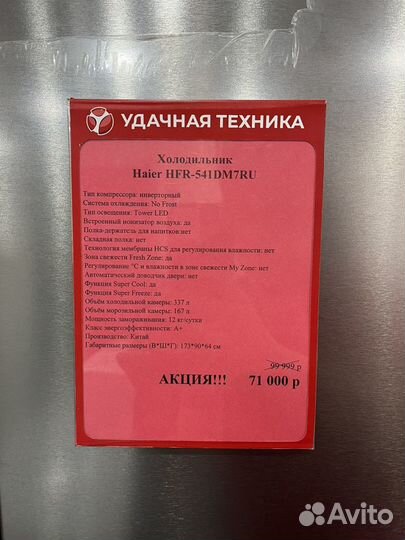 УДАЧНАЯ ТЕХНИКА
Холодильник
Haier HFR-541DM7RU
Тип компрессора: инверторный
Система охлаждения: No Frost
Тип освещения: Tower LED
Встроенный ионизатор воздуха: да
Полка-держатель для напитков:нет
Складная полка: нет
Технология мембраны HCS для регулирования влажности: нет
Зона свежести Fresh Zone: да
Регулирование °C и влажности в зоне свежести My Zone: нет
Автоматический доводчик двери: нет
Функция Super Cool: да
Функция Super Freeze: да
Объём холодильной камеры: 337 л
Объем морозильной камеры: 167 л
Мощность замораживания: 12 кг/сутки
Класс энергоэффективности: A+
Производство: Китай
Габаритные размеры (В*Ш*Г): 173*90*64 см
99 999 р
АКЦИЯ!!! 71 000 р
Avito